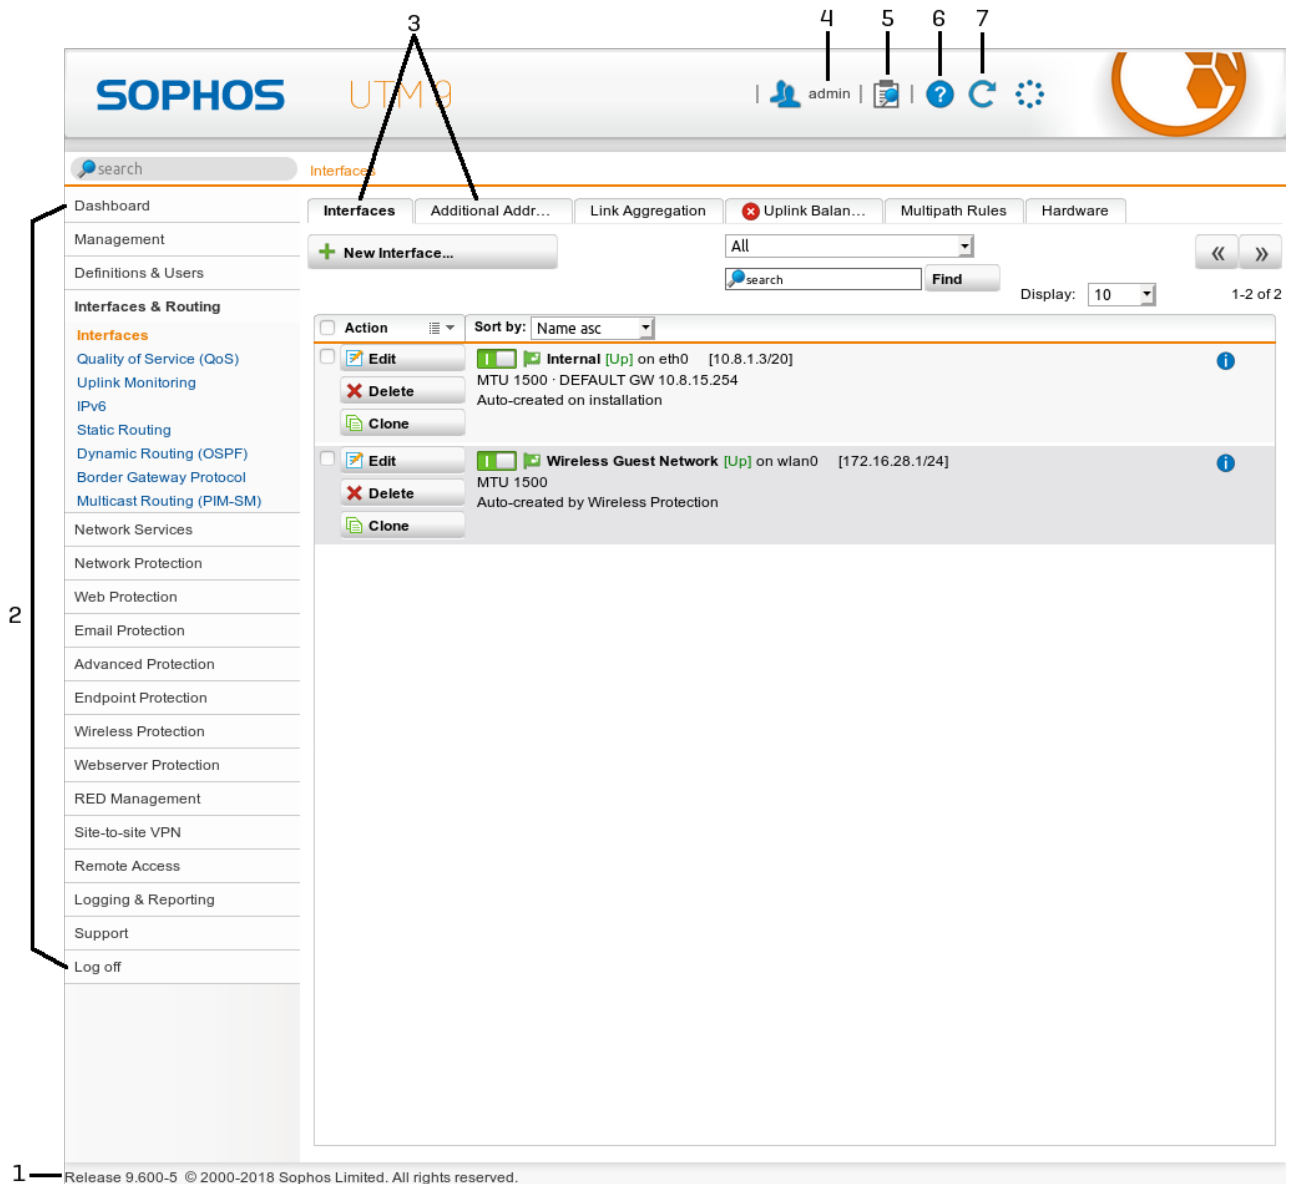 3
4
5
6
7
SOPHOS UTM 9
| admin | | ?
search
Interfaces
Dashboard
Management
Definitions & Users
Interfaces & Routing
Interfaces
Quality of Service (QoS)
Uplink Monitoring
IPv6
Static Routing
Dynamic Routing (OSPF)
Border Gateway Protocol
Multicast Routing (PIM-SM)
Network Services
Network Protection
Web Protection
Email Protection
Advanced Protection
Endpoint Protection
Wireless Protection
Webserver Protection
RED Management
Site-to-site VPN
Remote Access
Logging & Reporting
Support
Log off
2
Interfaces
Additional Addr...
Link Aggregation
Uplink Balan...
Multipath Rules
Hardware
+ New Interface...
All
search
Find
« »
Display: 10
1-2 of 2
Action
Sort by: Name asc
Edit
Delete
Clone
Internal [Up] on eth0 [10.8.1.3/20]
MTU 1500 · DEFAULT GW 10.8.15.254
Auto-created on installation
i
Edit
Delete
Clone
Wireless Guest Network [Up] on wlan0 [172.16.28.1/24]
MTU 1500
Auto-created by Wireless Protection
i
1
Release 9.600-5 © 2000-2018 Sophos Limited. All rights reserved.